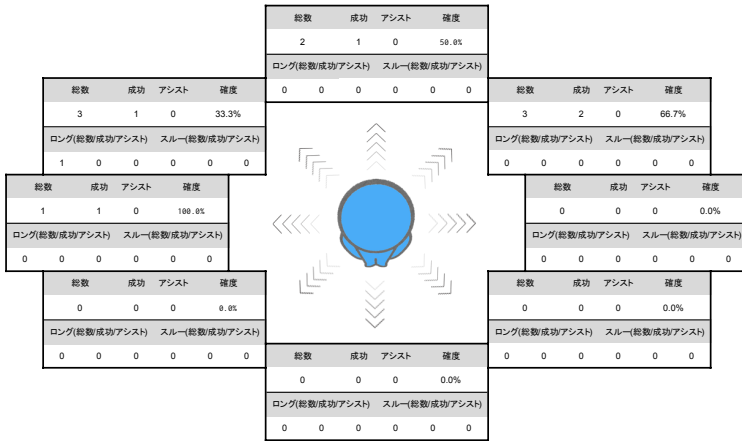 総数 成功 アシスト 確度
2 1 0 50.0%
ロング(総数/成功/アシスト) スルー(総数/成功/アシスト)
0 0 0 0 0 0
総数 成功 アシスト 確度
3 1 0 33.3%
ロング(総数/成功/アシスト) スルー(総数/成功/アシスト)
1 0 0 0 0 0
総数 成功 アシスト 確度
3 2 0 66.7%
ロング(総数/成功/アシスト) スルー(総数/成功/アシスト)
0 0 0 0 0 0
総数 成功 アシスト 確度
1 1 0 100.0%
ロング(総数/成功/アシスト) スルー(総数/成功/アシスト)
0 0 0 0 0 0
総数 成功 アシスト 確度
0 0 0 0.0%
ロング(総数/成功/アシスト) スルー(総数/成功/アシスト)
0 0 0 0 0 0
総数 成功 アシスト 確度
0 0 0 0.0%
ロング(総数/成功/アシスト) スルー(総数/成功/アシスト)
0 0 0 0 0 0
総数 成功 アシスト 確度
0 0 0 0.0%
ロング(総数/成功/アシスト) スルー(総数/成功/アシスト)
0 0 0 0 0 0
総数 成功 アシスト 確度
0 0 0 0.0%
ロング(総数/成功/アシスト) スルー(総数/成功/アシスト)
0 0 0 0 0 0